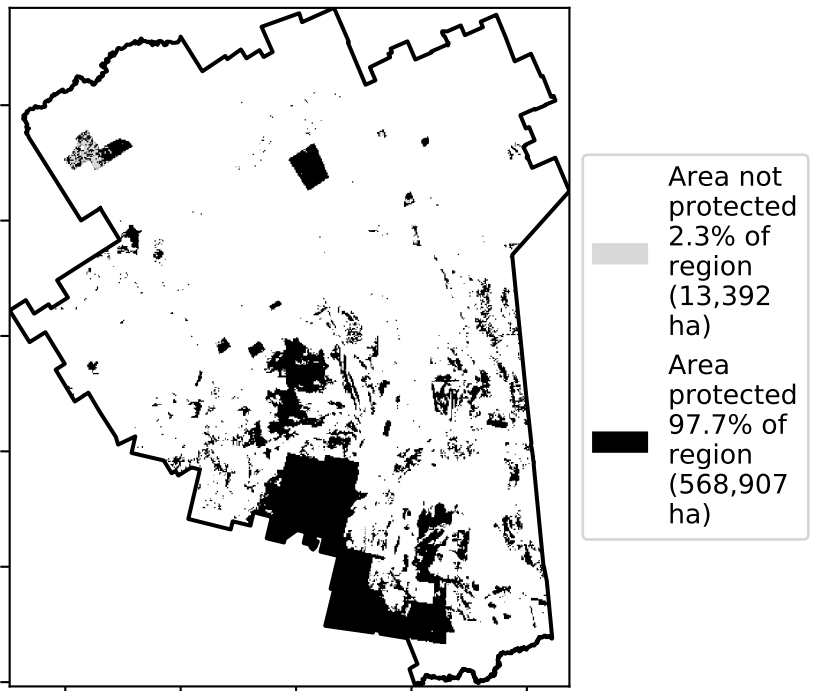 Area not
protected
2.3% of
region
(13,392
ha)
Area
protected
97.7% of
region
(568,907
ha)